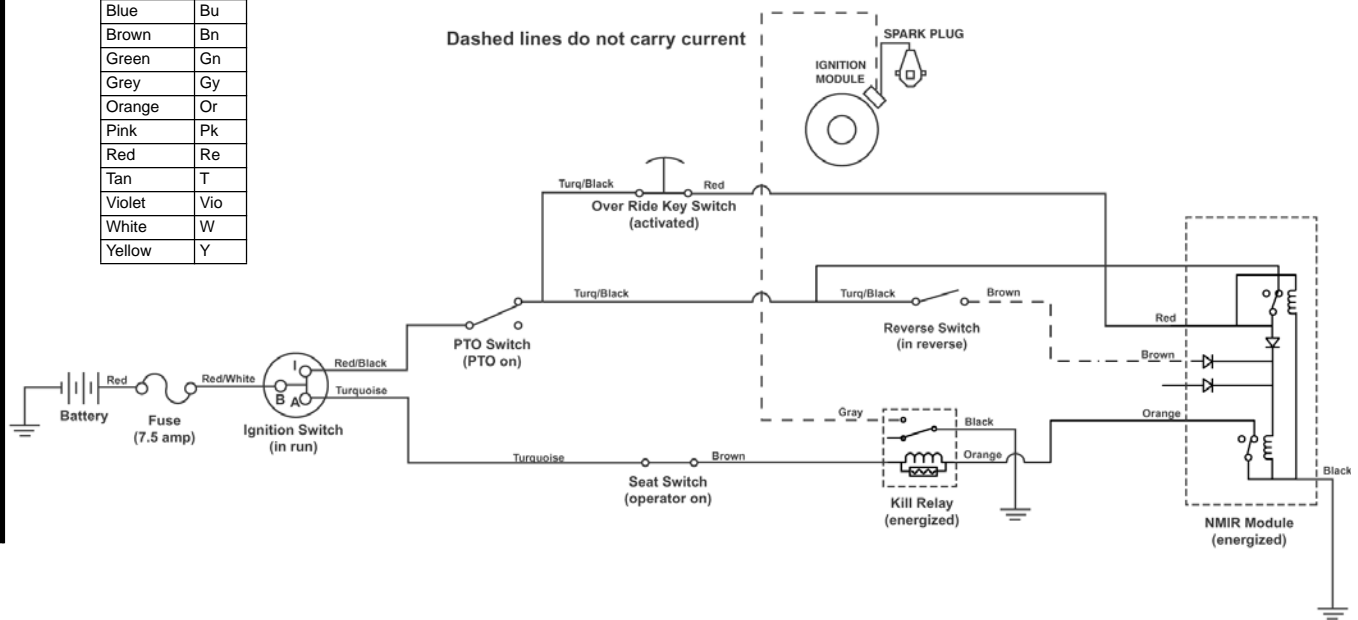 Blue Bu
Brown Bn
Green Gn
Grey Gy
Orange Or
Pink Pk
Red Re
Tan T
Violet Vio
White W
Yellow Y
Dashed lines do not carry current
SPARK PLUG
IGNITION
MODULE
Turq/Black
Red
Over Ride Key Switch
(activated)
Turq/Black
Turq/Black
Brown
Reverse Switch
(in reverse)
Red
Brown
Orange
Black
NMIR Module
(energized)
PTO Switch
(PTO on)
Red/Black
Turquoise
Red
Red/White
I
B A
Battery
Fuse
(7.5 amp)
Ignition Switch
(in run)
Turquoise
Brown
Seat Switch
(operator on)
Gray
Black
Orange
Kill Relay
(energized)